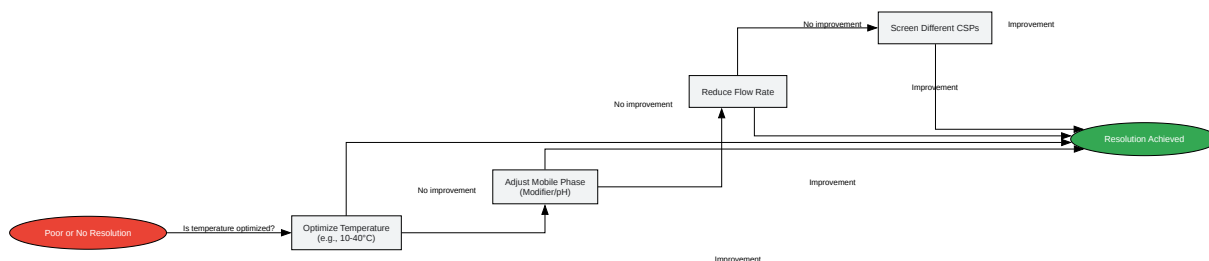 No improvement
Screen Different CSPs
Improvement
Reduce Flow Rate
Improvement
No improvement
Resolution Achieved
Adjust Mobile Phase
(Modifier/pH)
No improvement
Improvement
Poor or No Resolution
Is temperature optimized?
Optimize Temperature
(e.g., 10-40°C)
Improvement